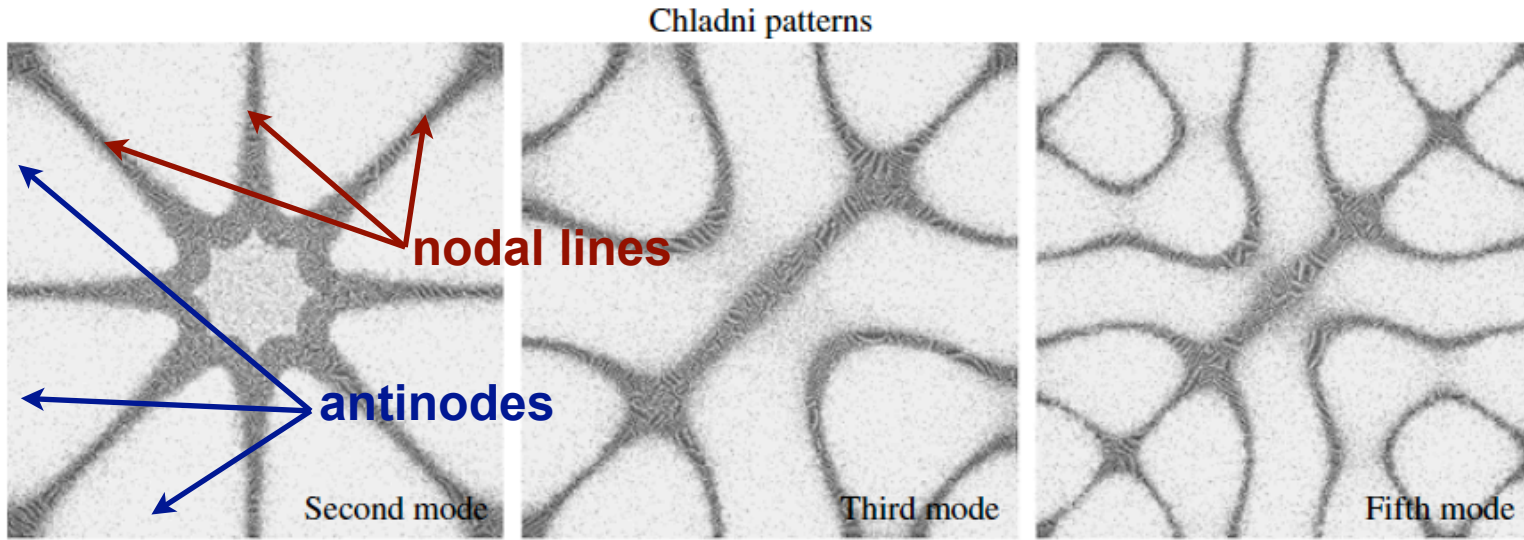 Chladni patterns
nodal lines
antinodes
Second mode
Third mode
Fifth mode